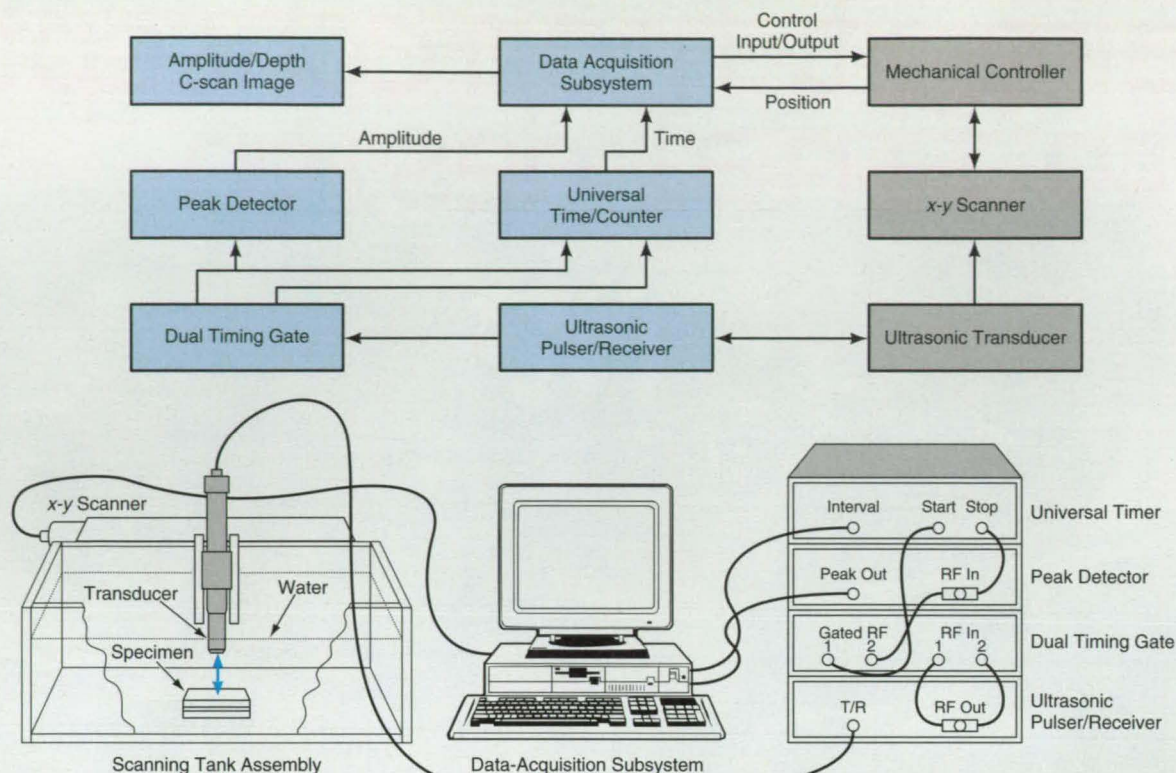 Control
Input/Output
Amplitude/Depth
C-scan Image
Data Acquisition
Subsystem
Mechanical Controller
Position
Amplitude
Time
Peak Detector
Universal
Time/Counter
x-y Scanner
Dual Timing Gate
Ultrasonic
Pulser/Receiver
Ultrasonic Transducer
x-y Scanner
Transducer
Water
Specimen
Scanning Tank Assembly
Data-Acquisition Subsystem
Interval
Start
Stop
Universal Timer
Peak Out
RF In
Peak Detector
Gated RF
1
2
RF In
1
2
Dual Timing Gate
T/R
RF Out
Ultrasonic
Pulser/Receiver